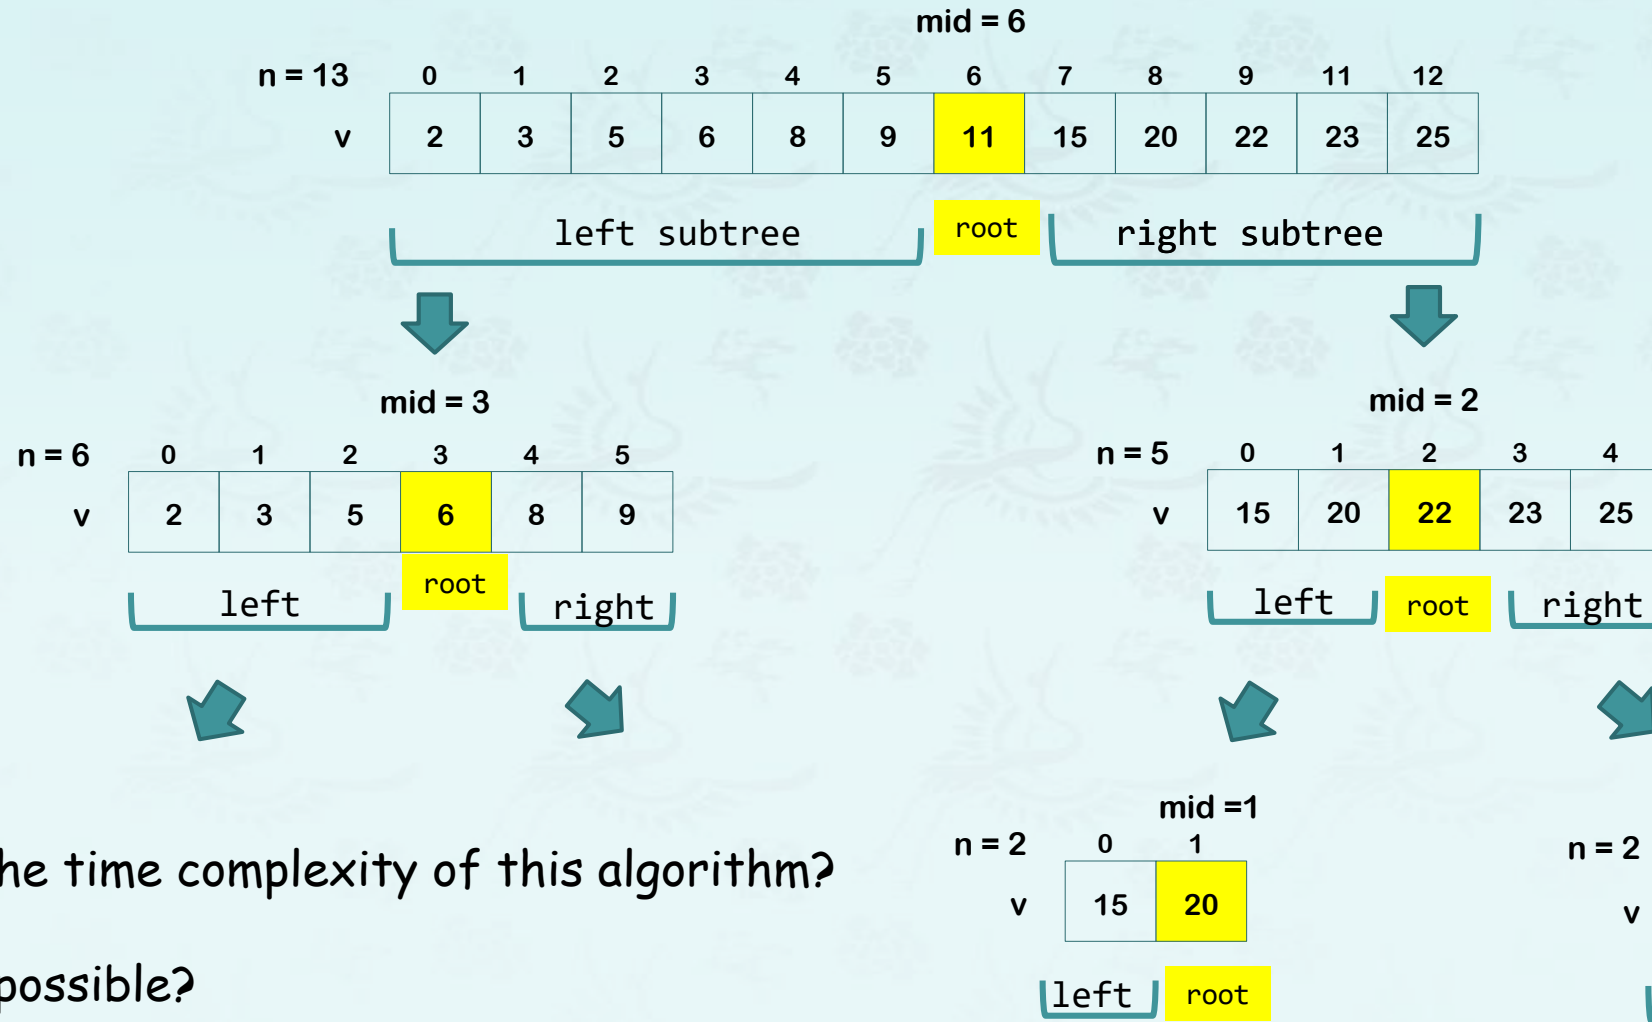 mid = 6
n = 13 0 1 2 3 4 5 6 7 8 9 11 12
v 2 3 5 6 8 9 11 15 20 22 23 25
left subtree root right subtree
mid = 3
n = 6 0 1 2 3 4 5
v 2 3 5 6 8 9
left root right
mid = 2
n = 5 0 1 2 3 4
v 15 20 22 23 25
left root right
he time complexity of this algorithm?
possible?
mid =1
n = 2 0 1
v 15 20
left root
n = 2
v